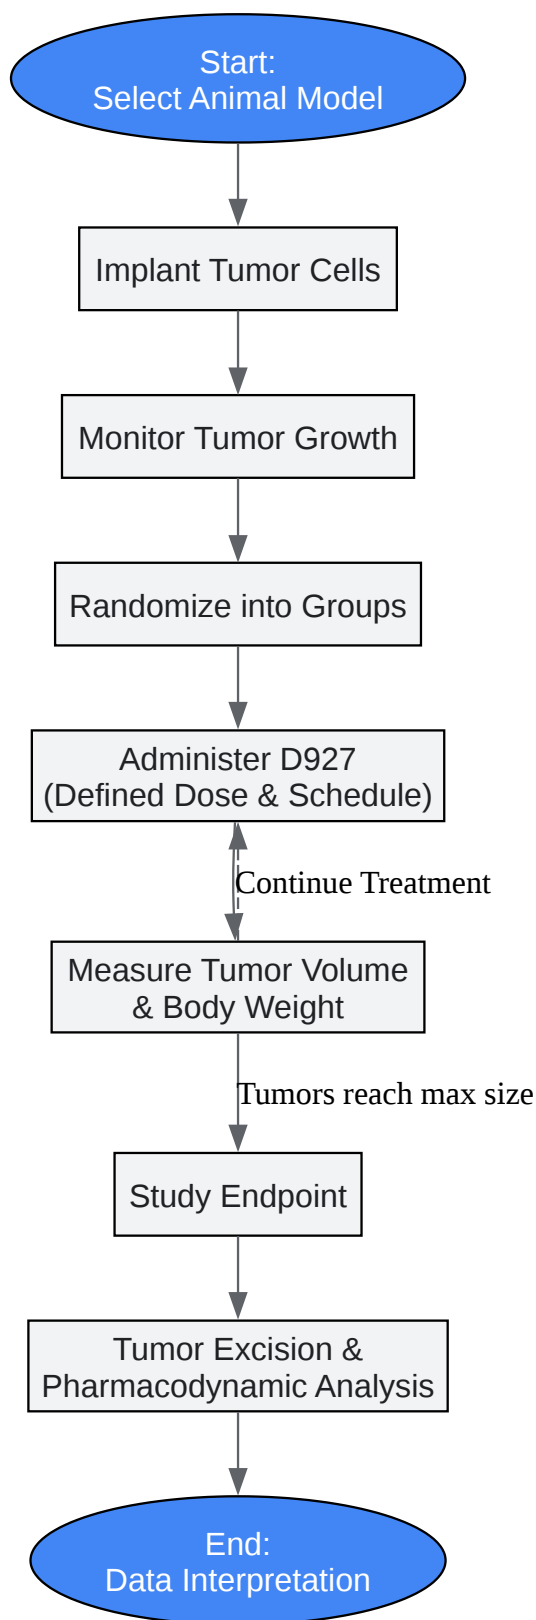 Start:
Select Animal Model
Implant Tumor Cells
Monitor Tumor Growth
Randomize into Groups
Administer D927
(Defined Dose & Schedule)
Continue Treatment
Measure Tumor Volume
& Body Weight
Tumors reach max size
Study Endpoint
Tumor Excision &
Pharmacodynamic Analysis
End:
Data Interpretation